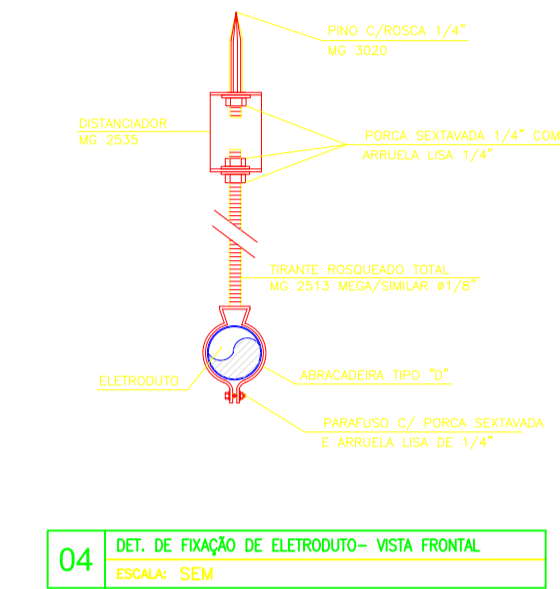 PINO C/ROSCA 1/4"
MG 3020
DISTANCIADOR
MG 2535
PORCA SEXTAVADA 1/4" COM
ARRUELA LISA 1/4"
TIRANTE ROSQUEADO TOTAL
MG 2513 MEGA/SIMILAR ø1/8"
ELETRODUTO
ABRACADEIRA TIPO "D"
PARAFUSO C/ PORCA SEXTAVADA
E ARRUELA LISA DE 1/4"
04
DET. DE FIXAÇÃO DE ELETRODUTO- VISTA FRONTAL
ESCALA: SEM